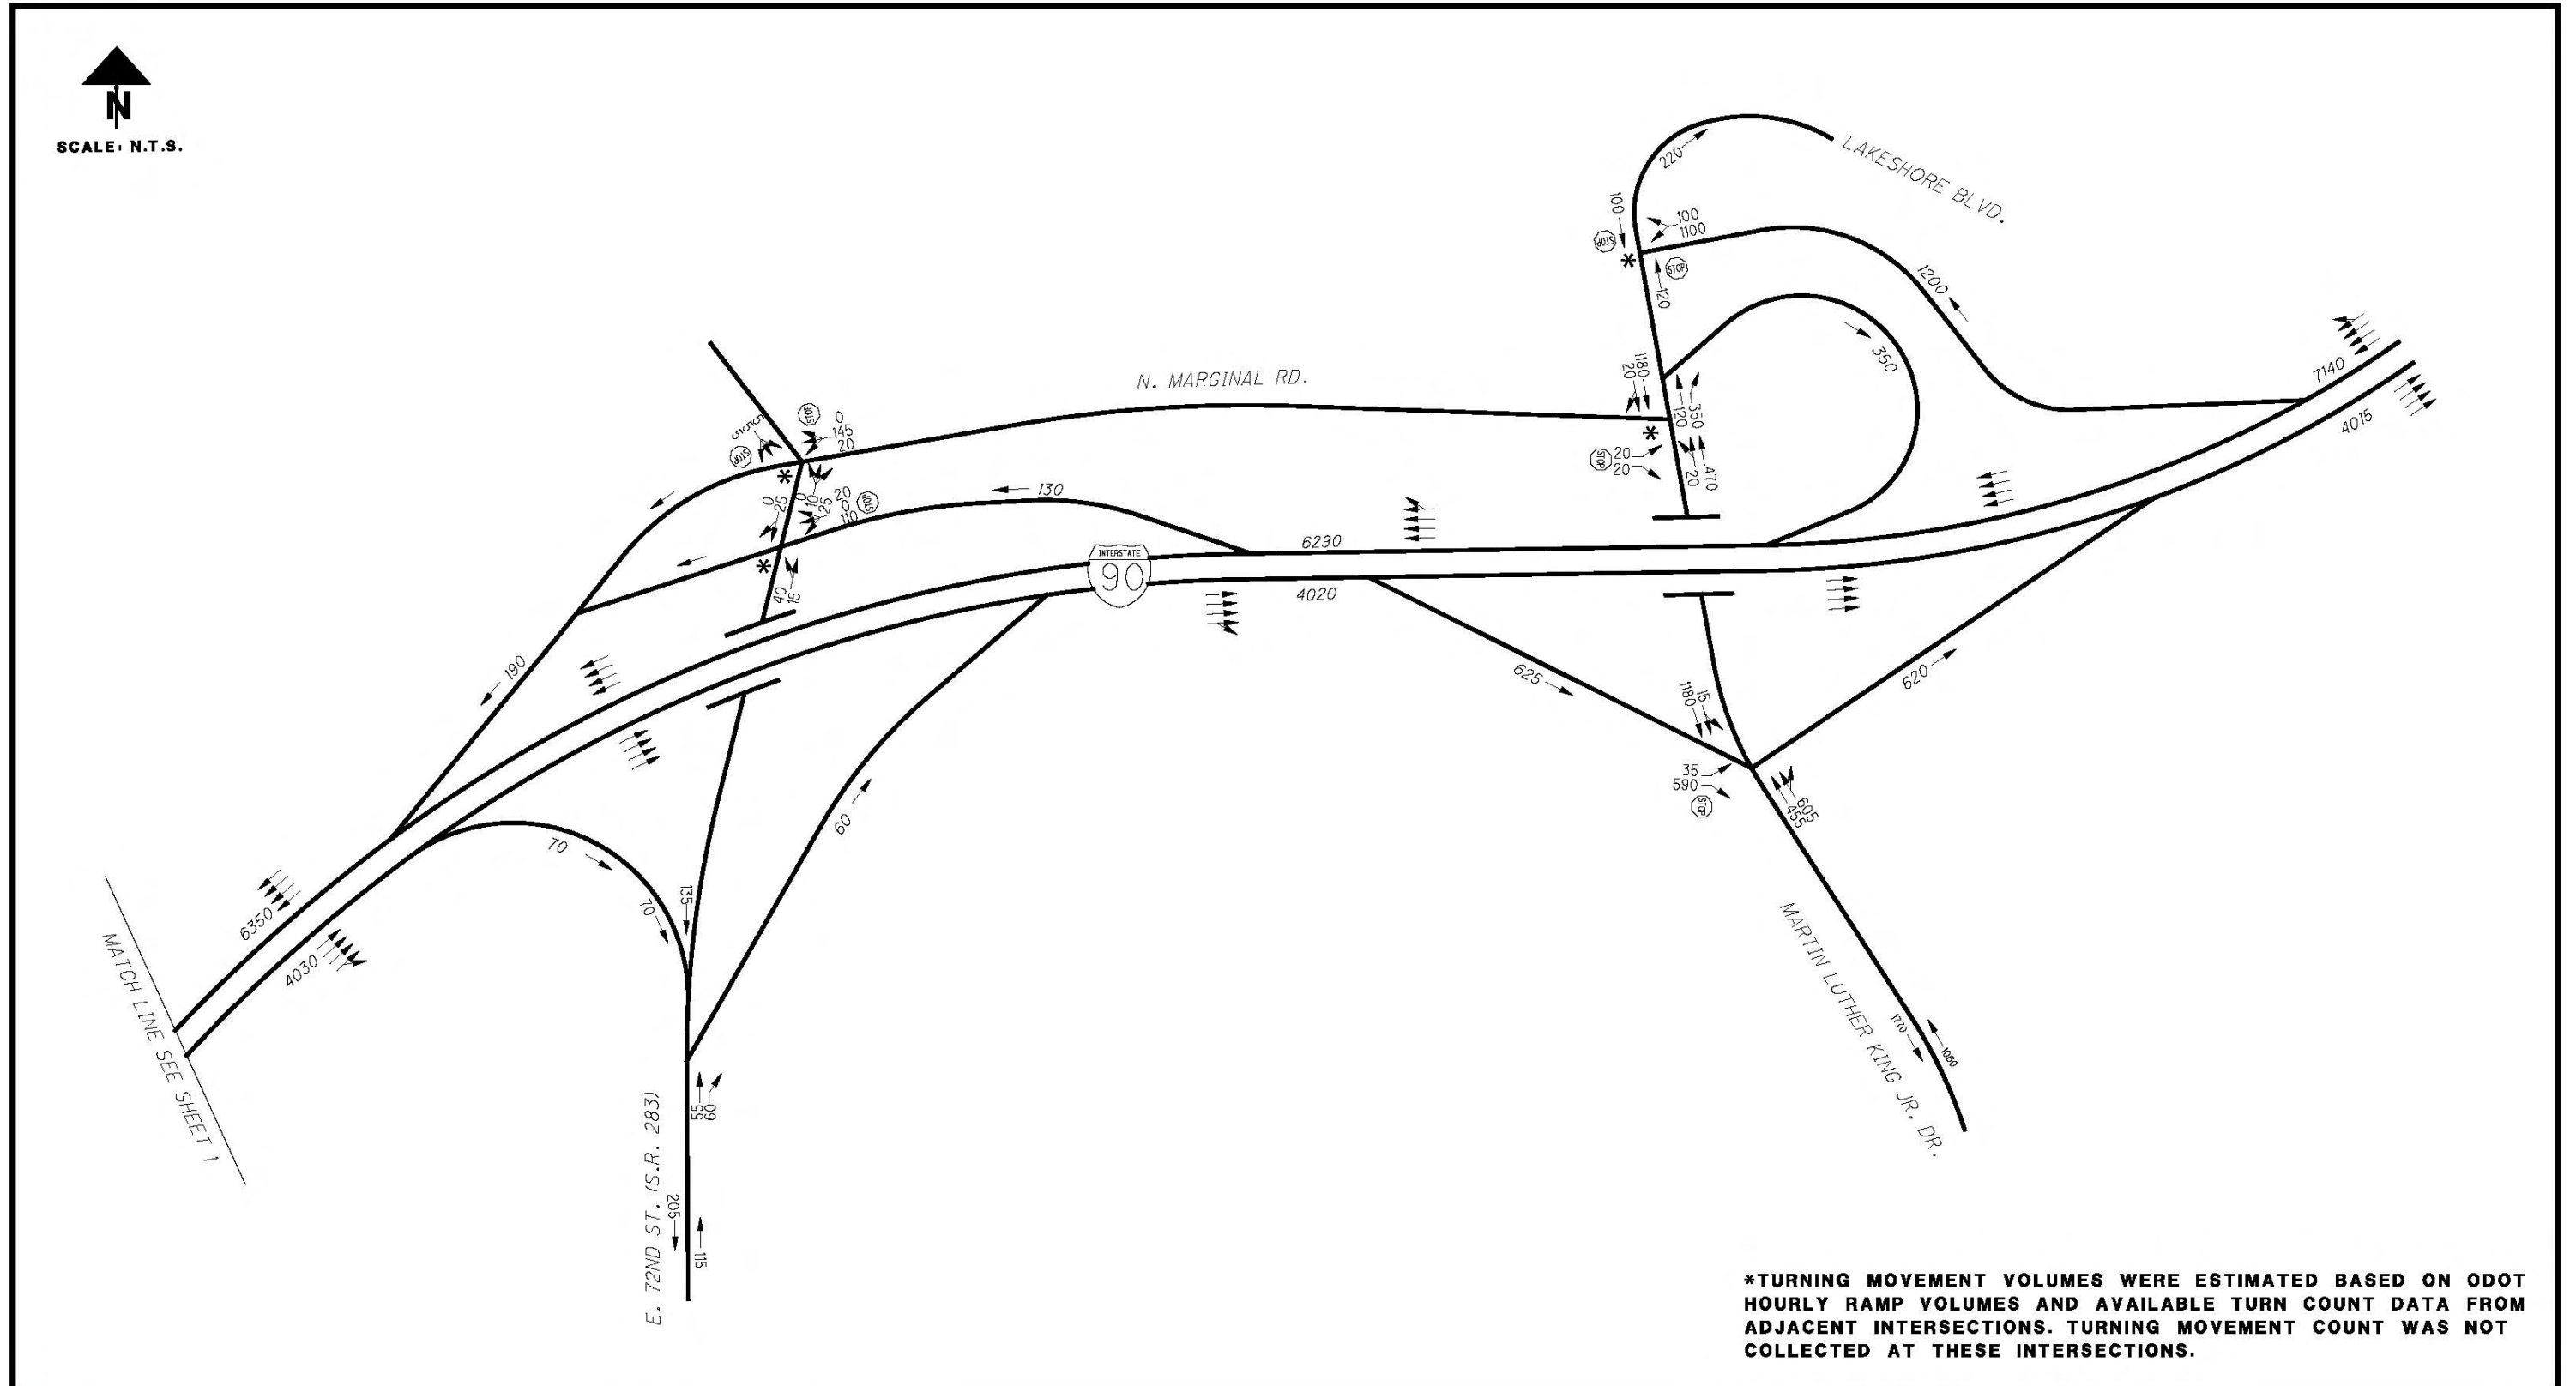 N
SCALE: N.T.S.
LAKESHORE BLVD.
220
100
100
1100
STOP
STOP
120
1200
350
7140
4015
N. MARGINAL RD.
1180
20
120
350
STOP
20
20
20
470
STOP
0
145
20
555
STOP
0
25
0
10
25
20
0
110
STOP
130
40
15
INTERSTATE
90
6290
4020
190
625
620
1180
15
35
590
STOP
605
455
60
70
70
135
6350
4030
MATCH LINE SEE SHEET 1
MARTIN LUTHER KING JR. DR.
1770
1060
55
60
E. 72ND ST. (S.R. 283)
205
115
*TURNING MOVEMENT VOLUMES WERE ESTIMATED BASED ON ODOT
HOURLY RAMP VOLUMES AND AVAILABLE TURN COUNT DATA FROM
ADJACENT INTERSECTIONS. TURNING MOVEMENT COUNT WAS NOT
COLLECTED AT THESE INTERSECTIONS.